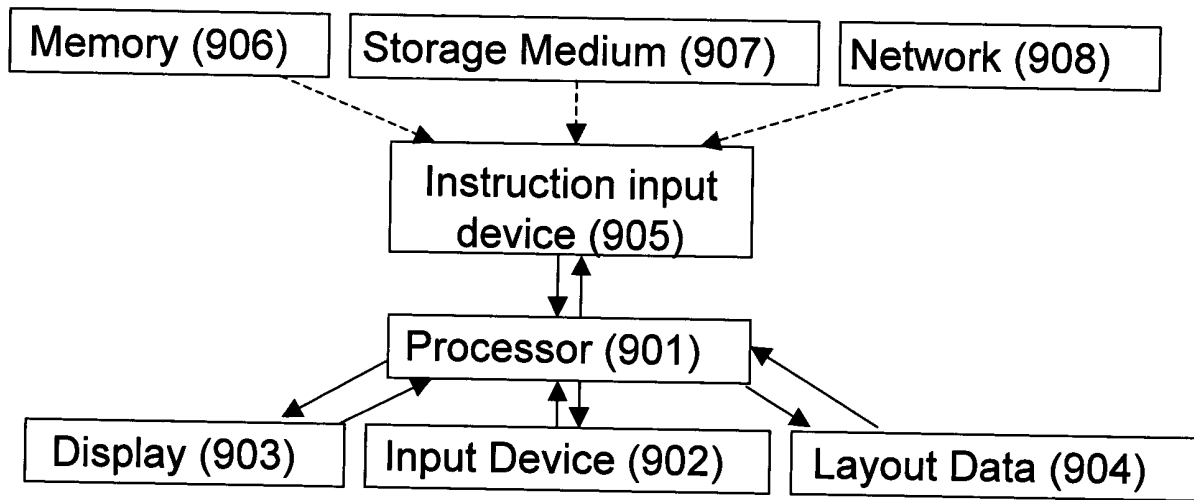 Memory (906)
Storage Medium (907)
Network (908)
Instruction input
device (905)
Processor (901)
Display (903)
Input Device (902)
Layout Data (904)